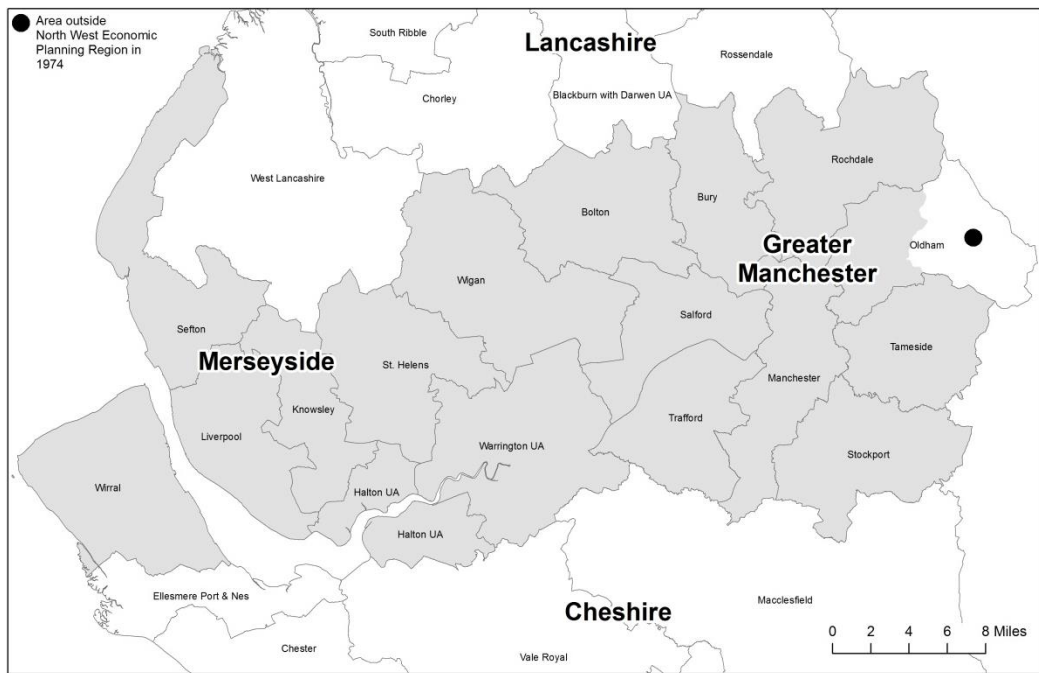 Area outside
North West Economic
Planning Region in
1974
South Ribble
Lancashire
Rossendale
Chorley
Blackburn with Darwen UA
West Lancashire
Rochdale
Bolton
Bury
Oldham
Greater
Manchester
Wigan
Salford
Sefton
Tameside
Merseyside
St. Helens
Manchester
Knowsley
Trafford
Liverpool
Warrington UA
Stockport
Wirral
Halton UA
Halton UA
Ellesmere Port & Nes
Cheshire
Macclesfield
Chester
Vale Royal
0 2 4 6 8 Miles